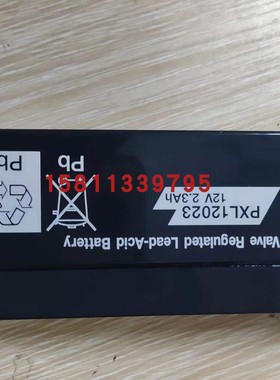 Valve Regulated Lead-Acid Battery
PXL12023
12V 2.3Ah
Pb
Pb
15811339795